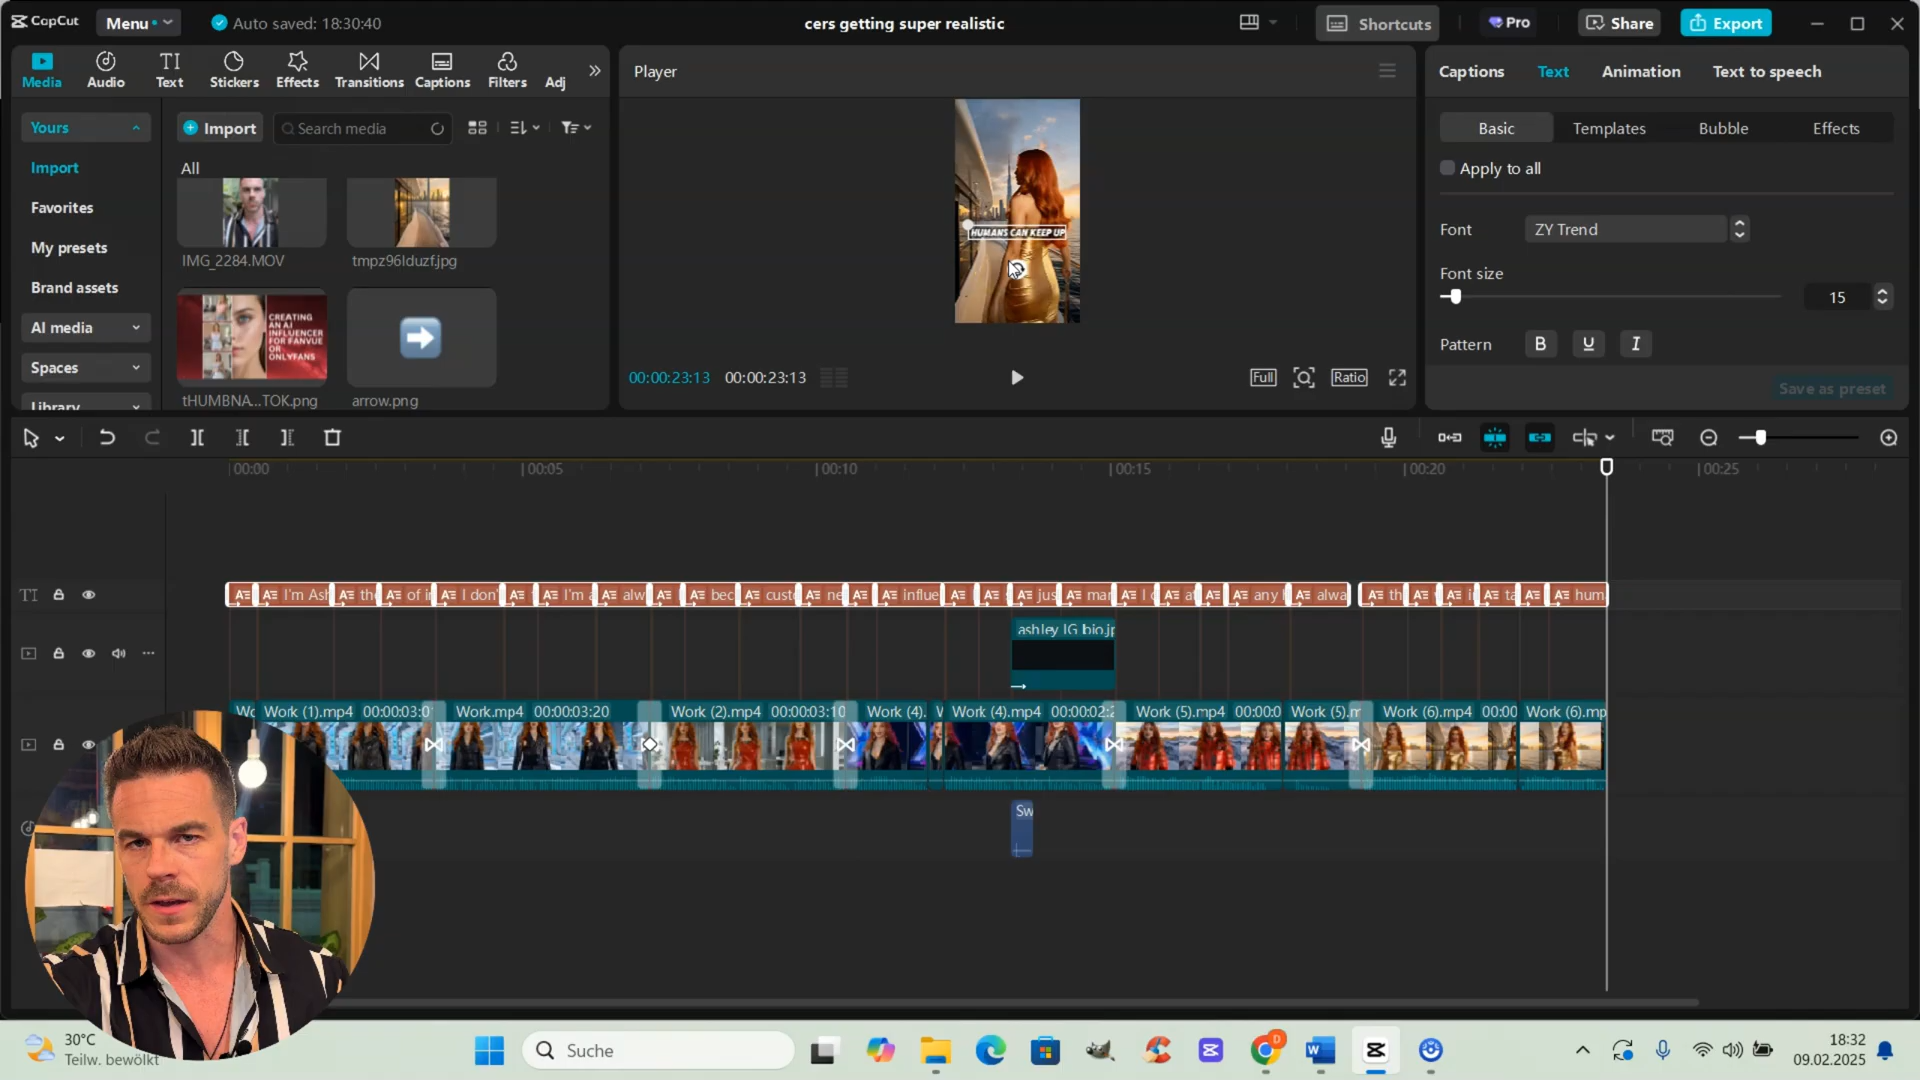 CapCut
Menu
Auto saved: 18:30:40
cers getting super realistic
Shortcuts
Pro
Share
Export
Media
Audio
Text
Stickers
Effects
Transitions
Captions
Filters
Adj
Player
Captions
Text
Animation
Text to speech
Yours
Import
Search media
Basic
Templates
Bubble
Effects
Import
All
Apply to all
Favorites
My presets
Brand assets
AI media
Spaces
Library
IMG_2284.MOV
tmpz96lduzf.jpg
CREATING
AN AI
INFLUENCER
FOR FANVUE
OR
ONLYFANS
tHUMBNA...TOK.png
arrow.png
HUMANS CAN KEEP UP
Font
ZY Trend
Font size
15
Pattern
B
U
I
Save as preset
00:00:23:13
00:00:23:13
Full
Ratio
00:00
00:05
00:10
00:15
00:20
00:25
TI
I'm Ash
the
of in
I don'
I'm a
alw
bec
cust
ne
influe
jus
mar
I c
at
any
alwa
th
i
ta
hum
ashley IG bio.jp
Wo
Work (1).mp4 00:00:03:0
Work.mp4 00:00:03:20
Work (2).mp4 00:00:03:10
Work (4).
W
Work (4).mp4 00:00:02:2
Work (5).mp4 00:00:0
Work (5).m
Work (6).mp4 00:00
Work (6).mp
Sw
30°C
Teilw. bewölkt
Suche
18:32
09.02.2025